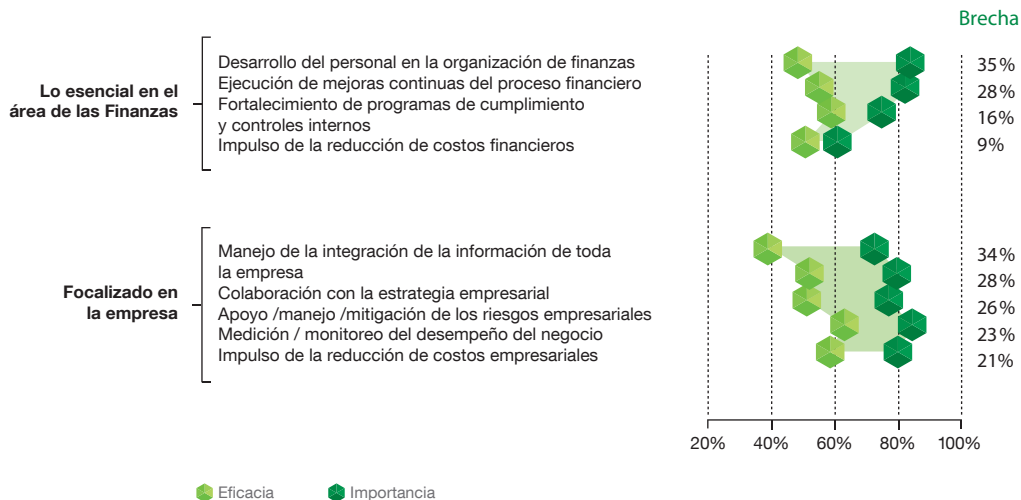 Brecha
Lo esencial en el
área de las Finanzas
Desarrollo del personal en la organización de finanzas
Ejecución de mejoras continuas del proceso financiero
Fortalecimiento de programas de cumplimiento
y controles internos
Impulso de la reducción de costos financieros
35%
28%
16%
9%
Focalizado en
la empresa
Manejo de la integración de la información de toda
la empresa
Colaboración con la estrategia empresarial
Apoyo /manejo /mitigación de los riesgos empresariales
Medición / monitoreo del desempeño del negocio
Impulso de la reducción de costos empresariales
34%
28%
26%
23%
21%
20% 40% 60% 80% 100%
Eficacia Importancia